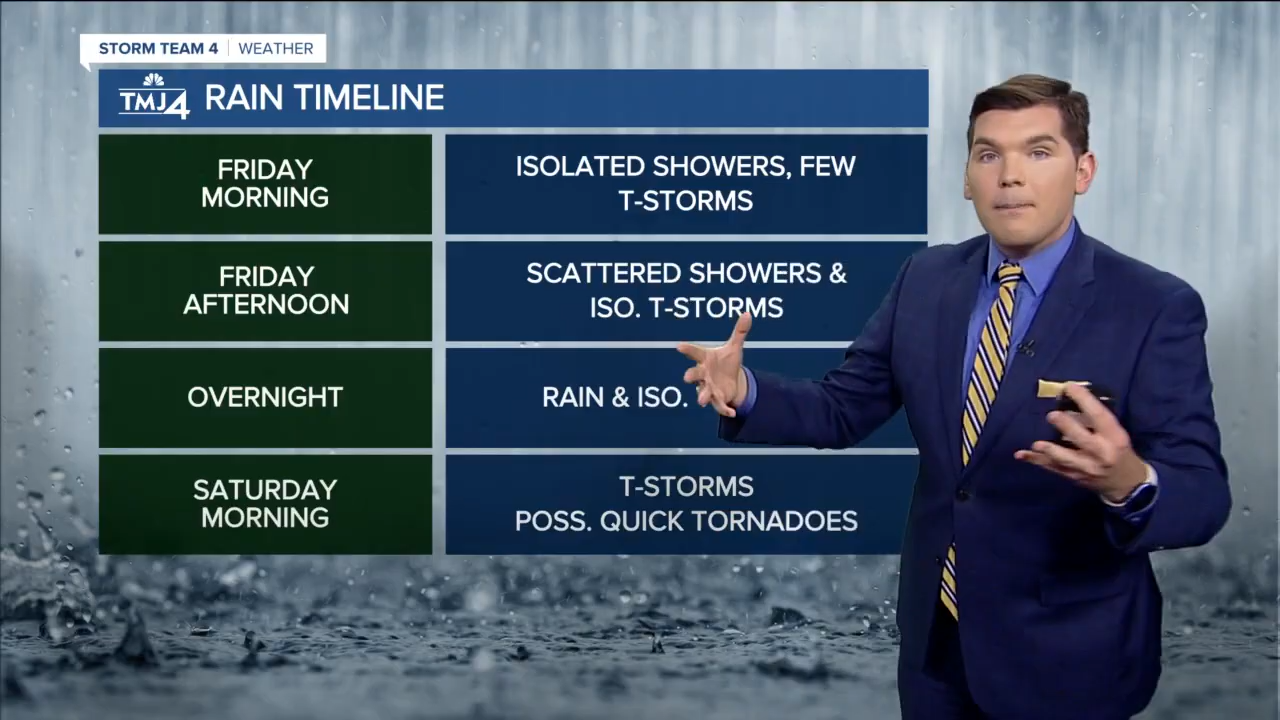 STORM TEAM 4 | WEATHER
TMJ4 RAIN TIMELINE
FRIDAY
MORNING
ISOLATED SHOWERS, FEW
T-STORMS
FRIDAY
AFTERNOON
SCATTERED SHOWERS &
ISO. T-STORMS
OVERNIGHT
RAIN & ISO.
SATURDAY
MORNING
T-STORMS
POSS. QUICK TORNADOES